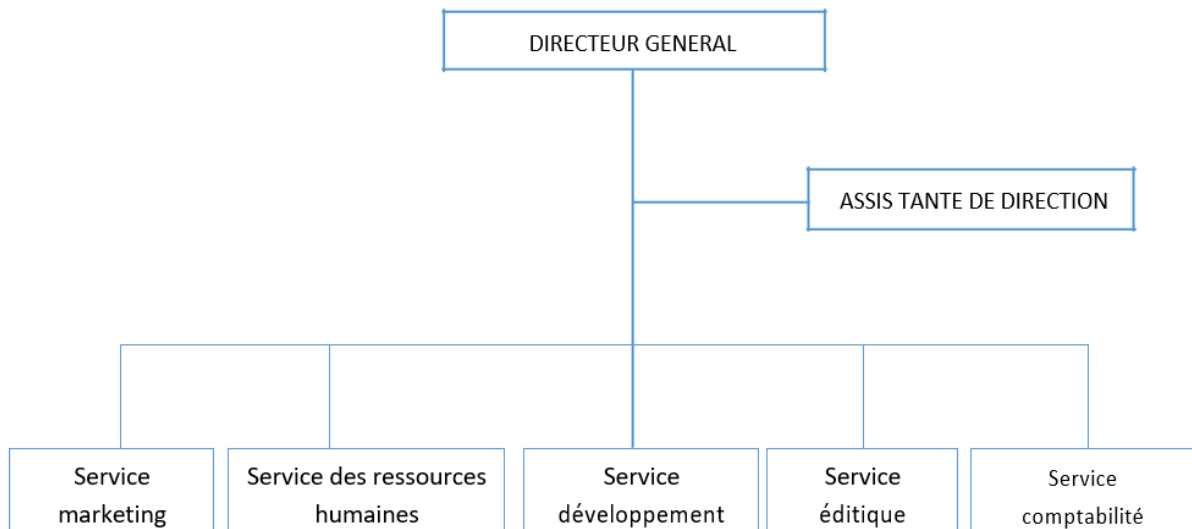 DIRECTEUR GENERAL
ASSIS TANTE DE DIRECTION
Service
marketing
Service des ressources
humaines
Service
développement
Service
éditique
Service
comptabilité